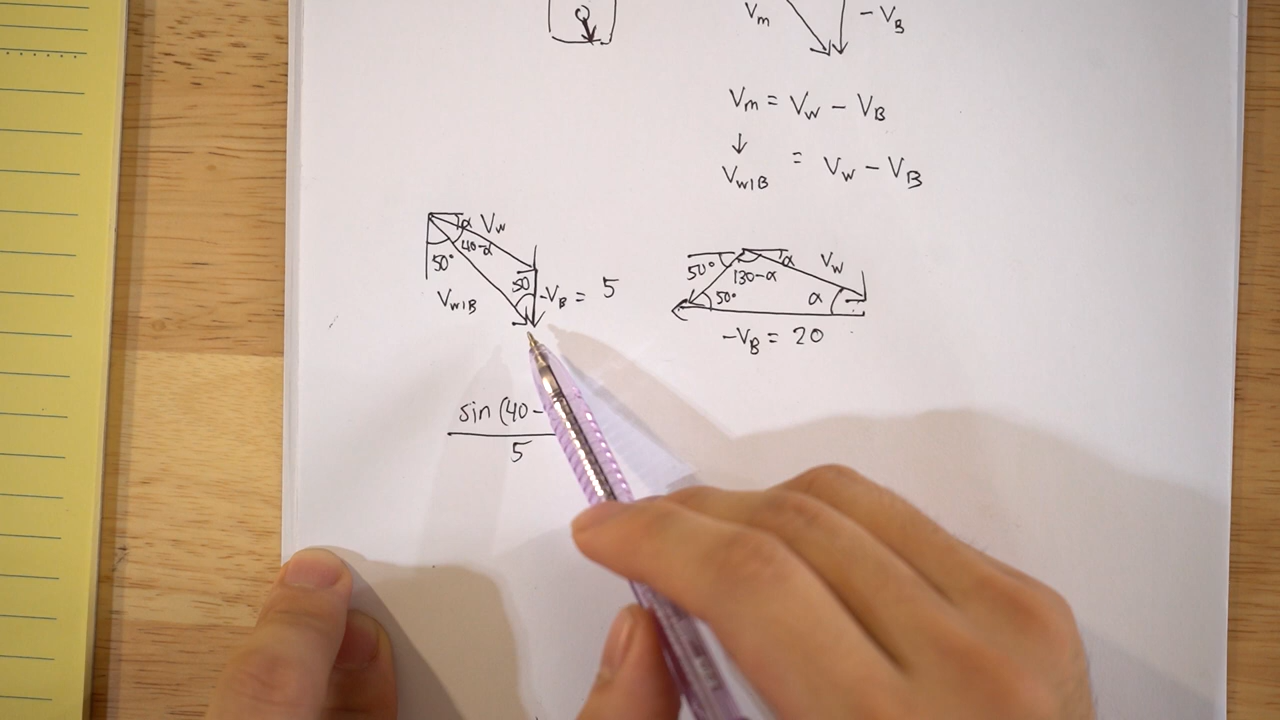 Vm
- VB
Vm = Vw - VB
↓
Vw|B = Vw - VB
α Vw
40-α
50°
50
Vw|B
-VB = 5
50°
130-α
α
Vw
50°
α
-VB = 20
sin (40-
5